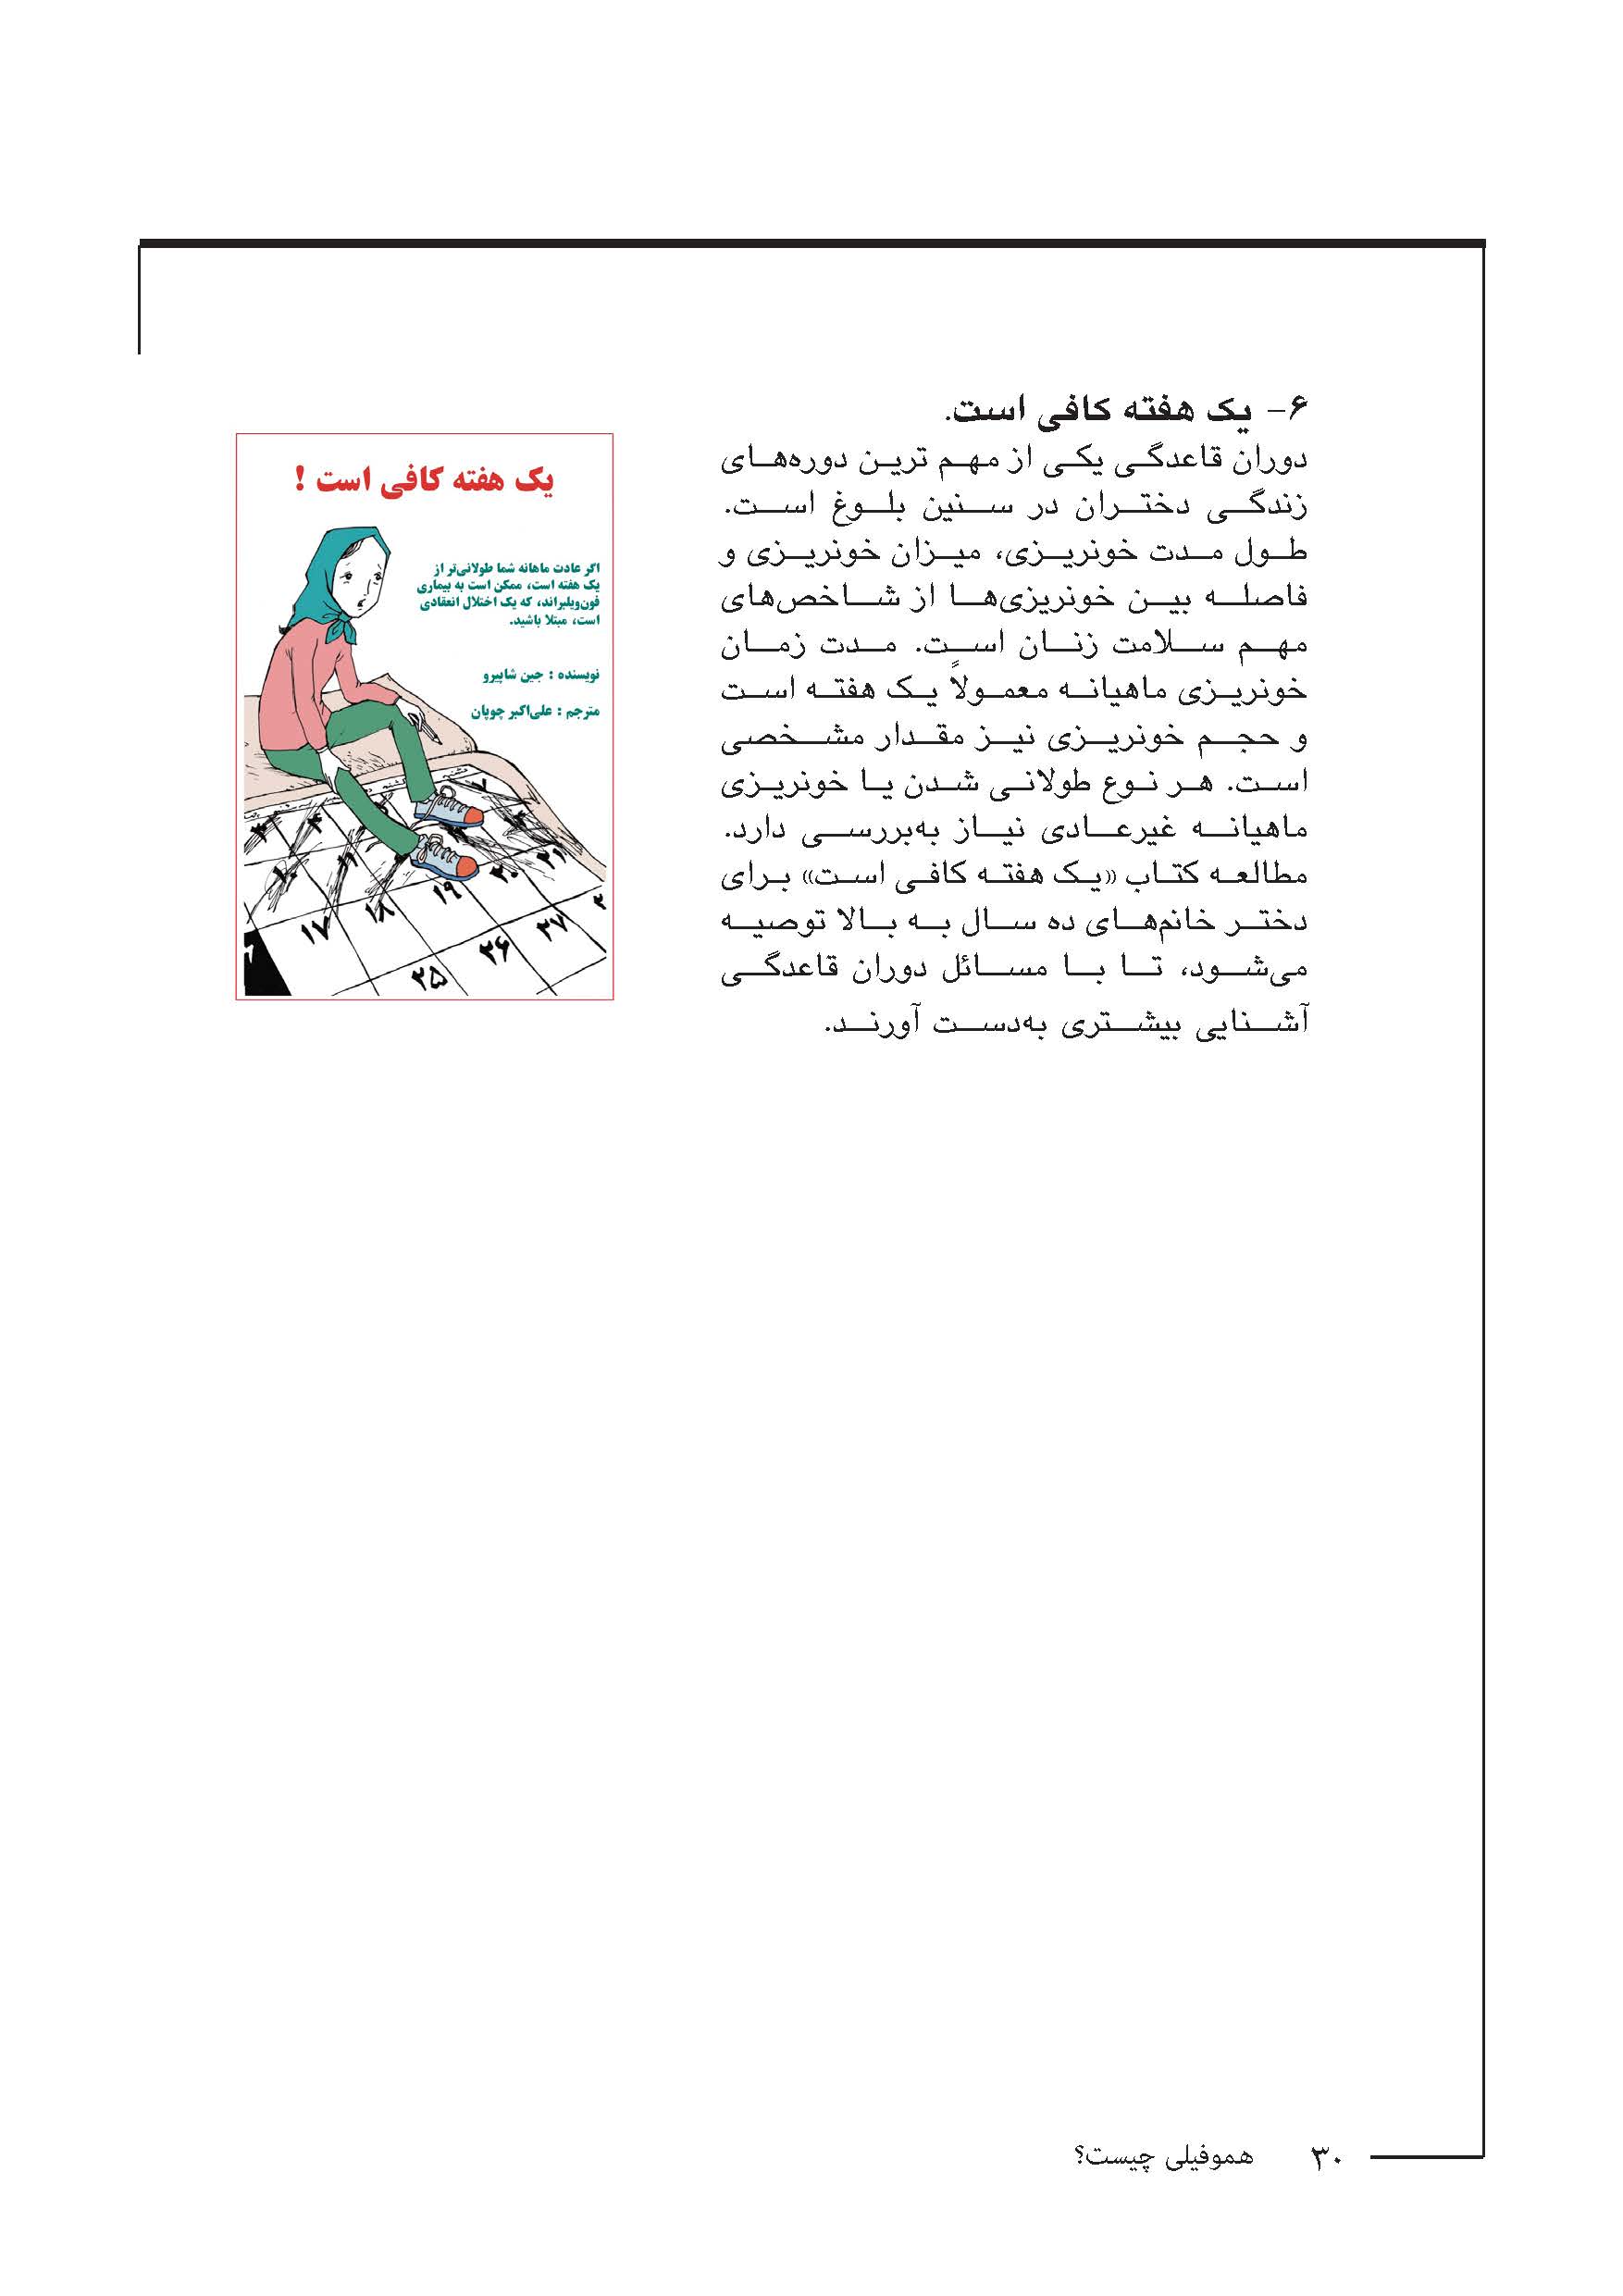 ۶- یک هفته کافی است.
دوران قاعدگی یکی از مهم ترین دوره‌های
زندگی دختران در سنین بلوغ است.
طول مدت خونریزی، میزان خونریزی و
فاصله بین خونریزی‌ها از شاخص‌های
مهم سلامت زنان است. مدت زمان
خونریزی ماهیانه معمولاً یک هفته است
و حجم خونریزی نیز مقدار مشخصی
است. هر نوع طولانی شدن یا خونریزی
ماهیانه غیرعادی نیاز به‌بررسی دارد.
مطالعه کتاب «یک هفته کافی است» برای
دختر خانم‌های ده سال به بالا توصیه
می‌شود، تا با مسائل دوران قاعدگی
آشنایی بیشتری به‌دست آورند.
یک هفته کافی است !
اگر عادت ماهانه شما طولانی‌تر از
یک هفته است، ممکن است به بیماری
فون‌ویلبراند، که یک اختلال انعقادی
است، مبتلا باشید.
نویسنده : جین شاپیرو
مترجم : علی‌اکبر چوپان
۱۷ ۱۸ ۱۹ ۲۰ ۲۱
۲۵ ۲۶ ۲۷
۳۰ هموفیلی چیست؟